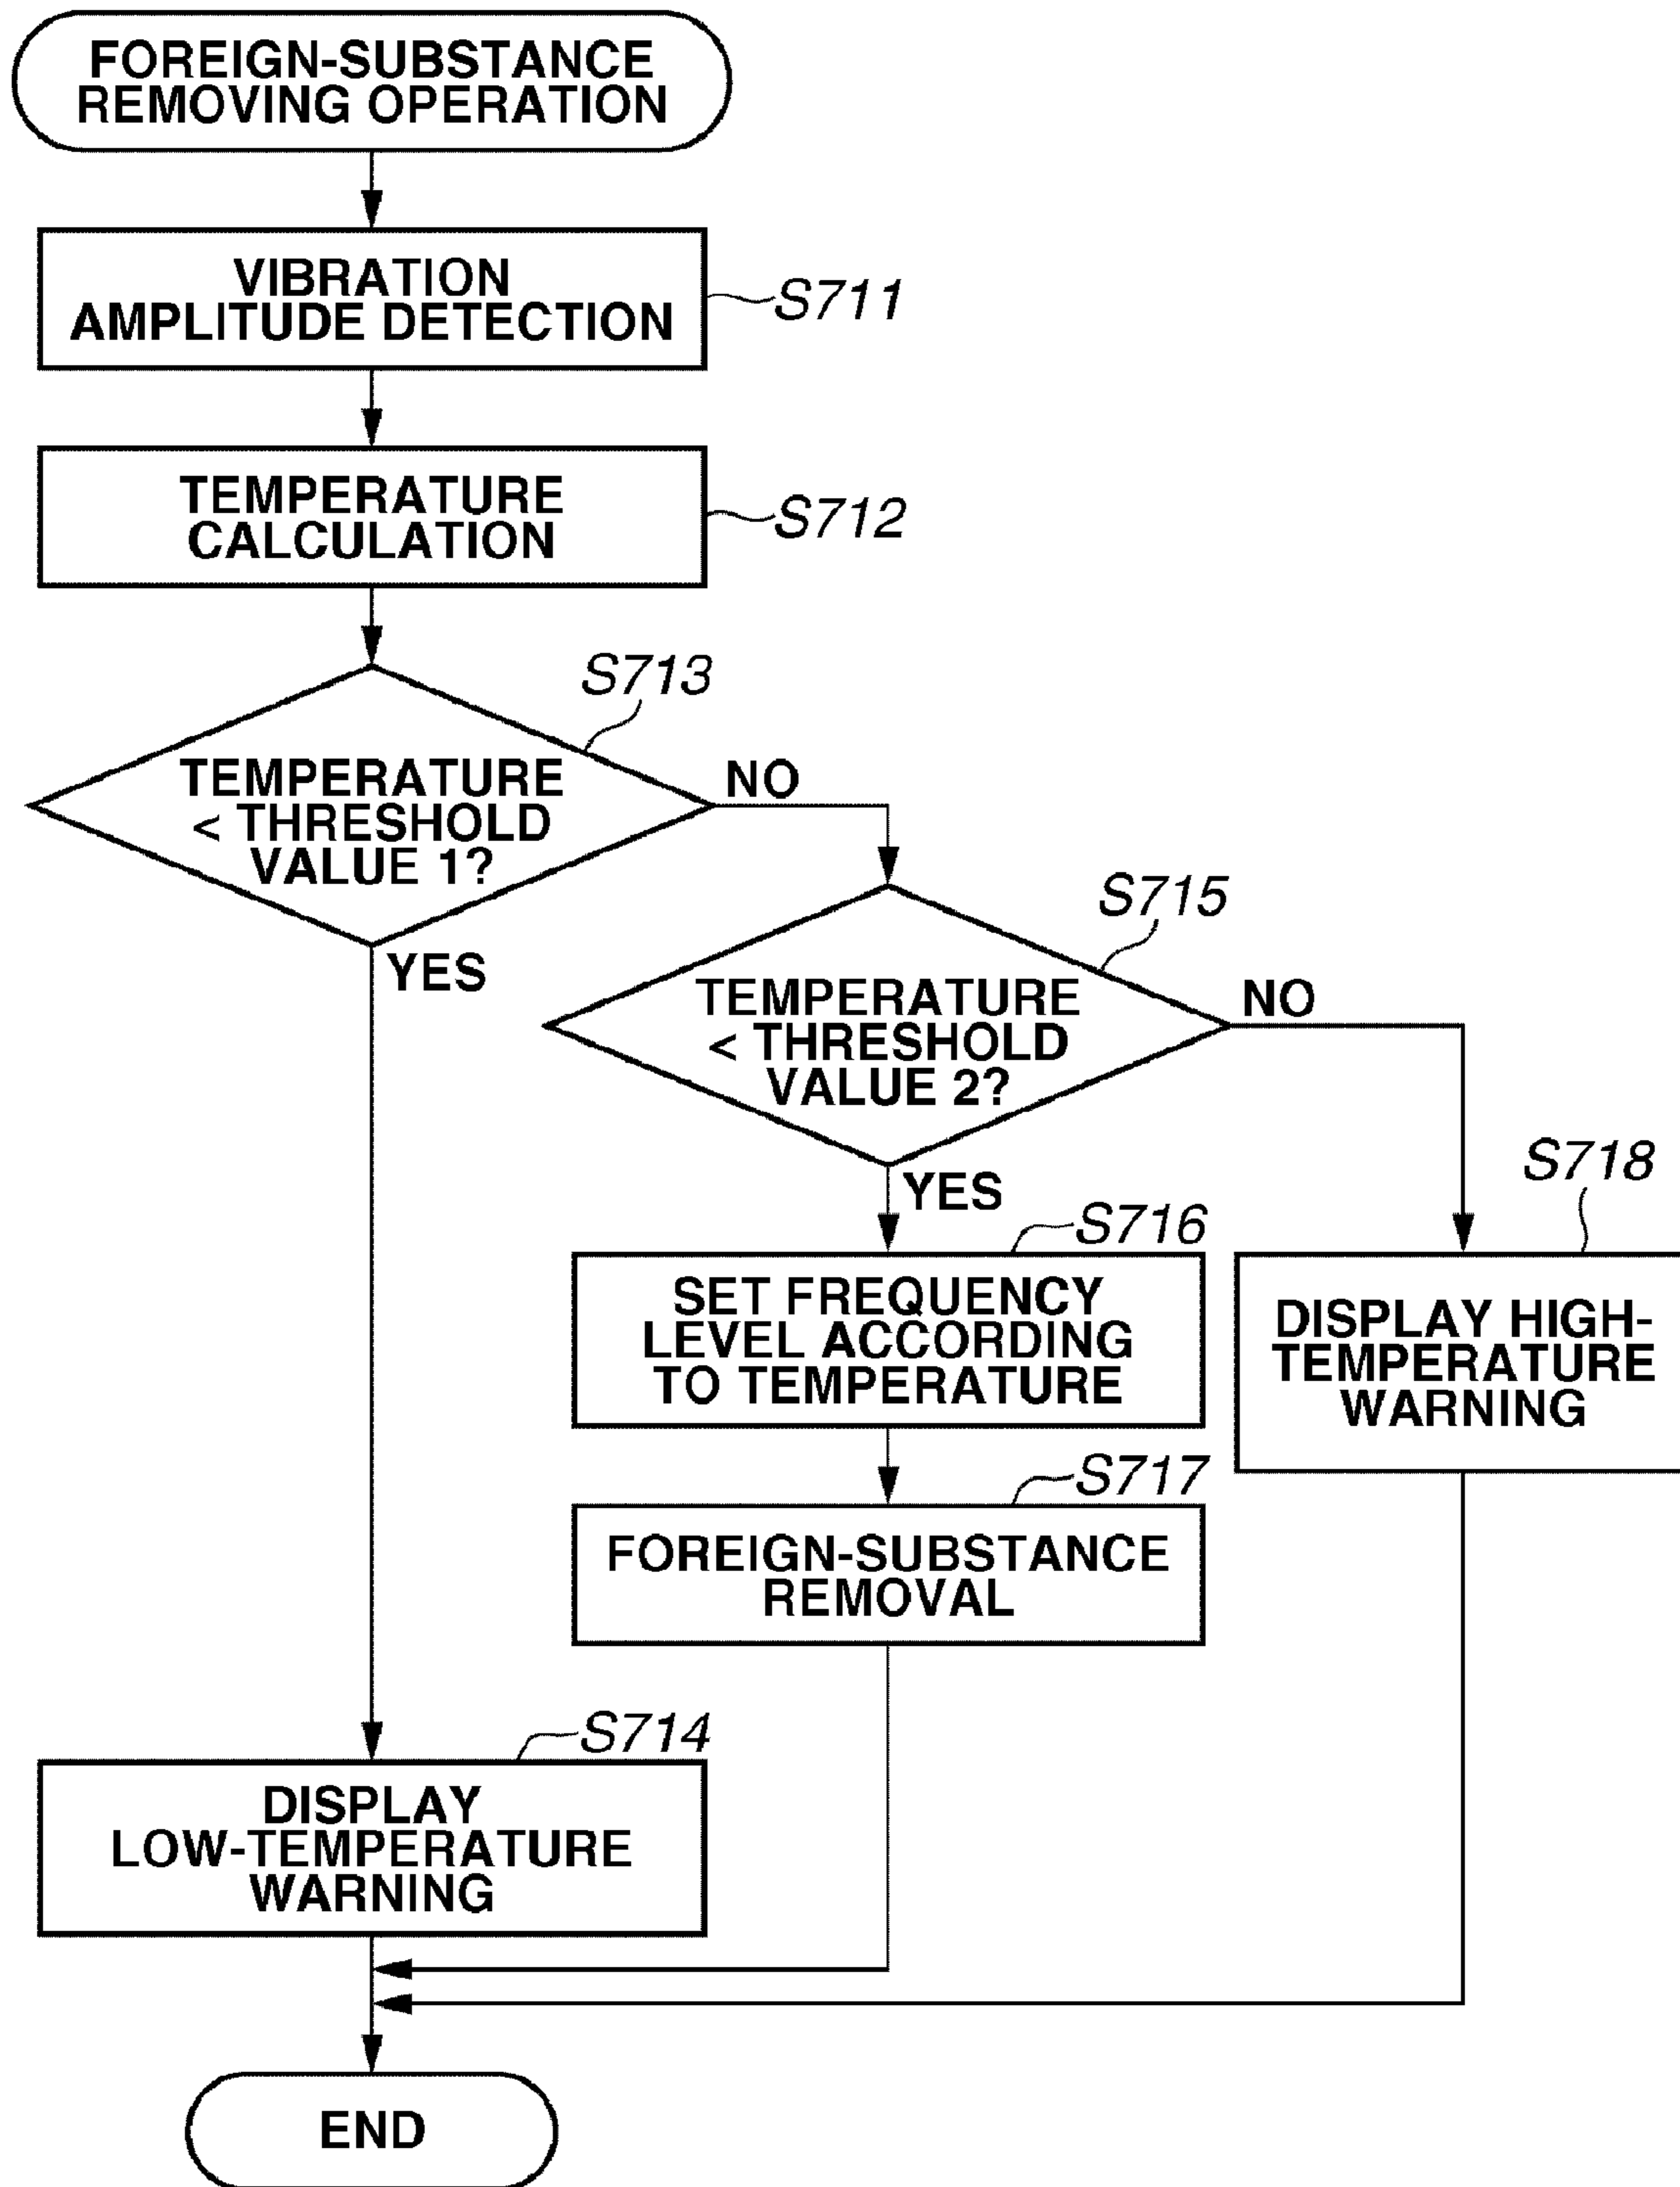 FOREIGN-SUBSTANCE
REMOVING OPERATION
VIBRATION
AMPLITUDE DETECTION
S711
TEMPERATURE
CALCULATION
S712
S713
TEMPERATURE
< THRESHOLD
VALUE 1?
NO
YES
S715
TEMPERATURE
< THRESHOLD
VALUE 2?
NO
YES
S716
SET FREQUENCY
LEVEL ACCORDING
TO TEMPERATURE
S718
DISPLAY HIGH-
TEMPERATURE
WARNING
S717
FOREIGN-SUBSTANCE
REMOVAL
S714
DISPLAY
LOW-TEMPERATURE
WARNING
END